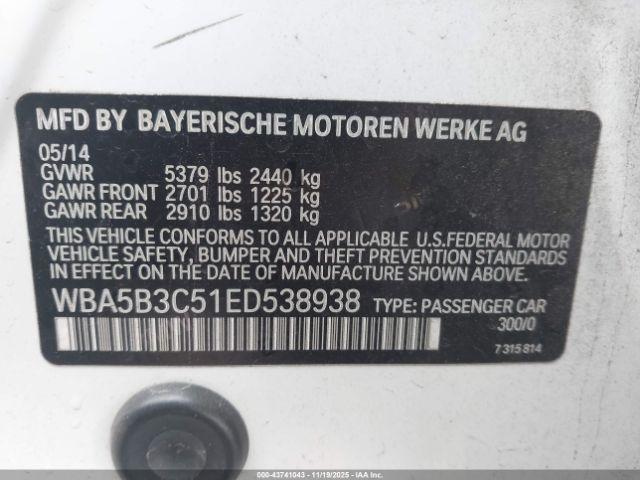 MFD BY BAYERISCHE MOTOREN WERKE AG
05/14
GVWR 5379 lbs 2440 kg
GAWR FRONT 2701 lbs 1225 kg
GAWR REAR 2910 lbs 1320 kg
THIS VEHICLE CONFORMS TO ALL APPLICABLE U.S.FEDERAL MOTOR
VEHICLE SAFETY, BUMPER AND THEFT PREVENTION STANDARDS
IN EFFECT ON THE DATE OF MANUFACTURE SHOWN ABOVE.
WBA5B3C51ED538938 TYPE: PASSENGER CAR
300/0
7 315 814
000-43741043 - 11/19/2025 - IAAI Inc. (c) Copyright